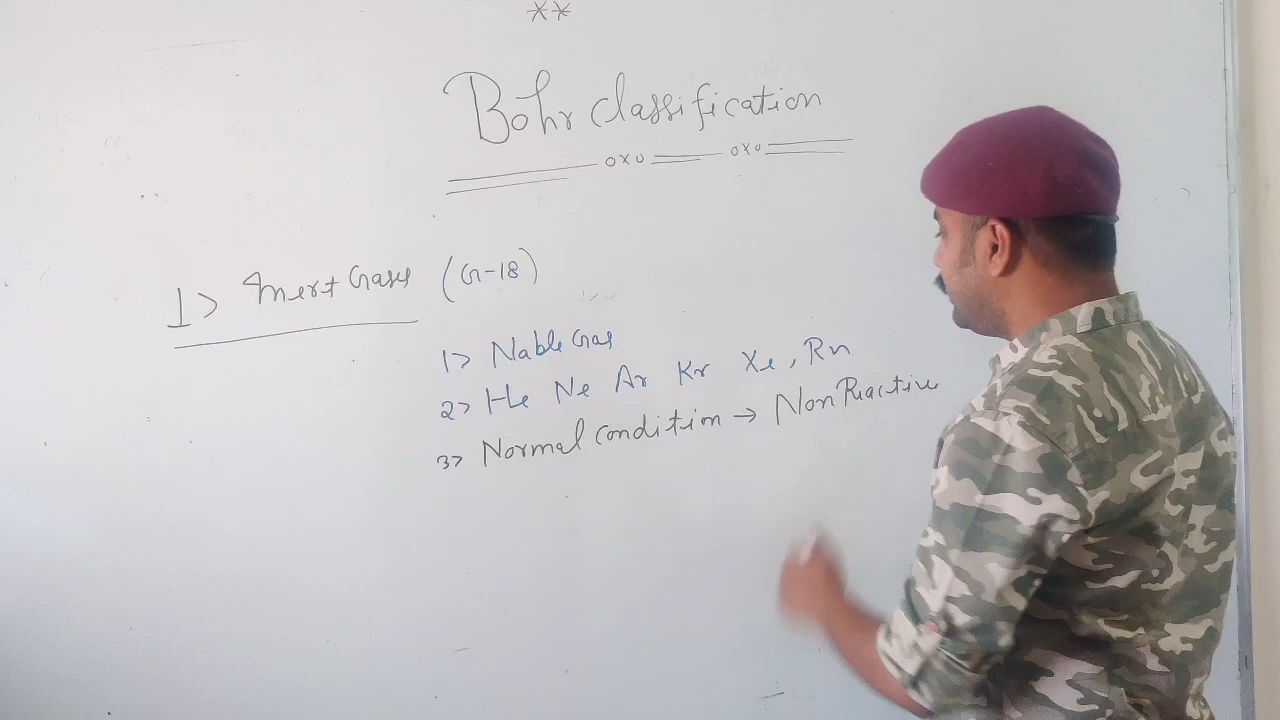 **
Bohr classification
oxo oxo
1> Inert Gases (G-18)
1> Nable Gas
2> He Ne Ar Kr Xe, Rn
3> Normal condition → Non Reactive